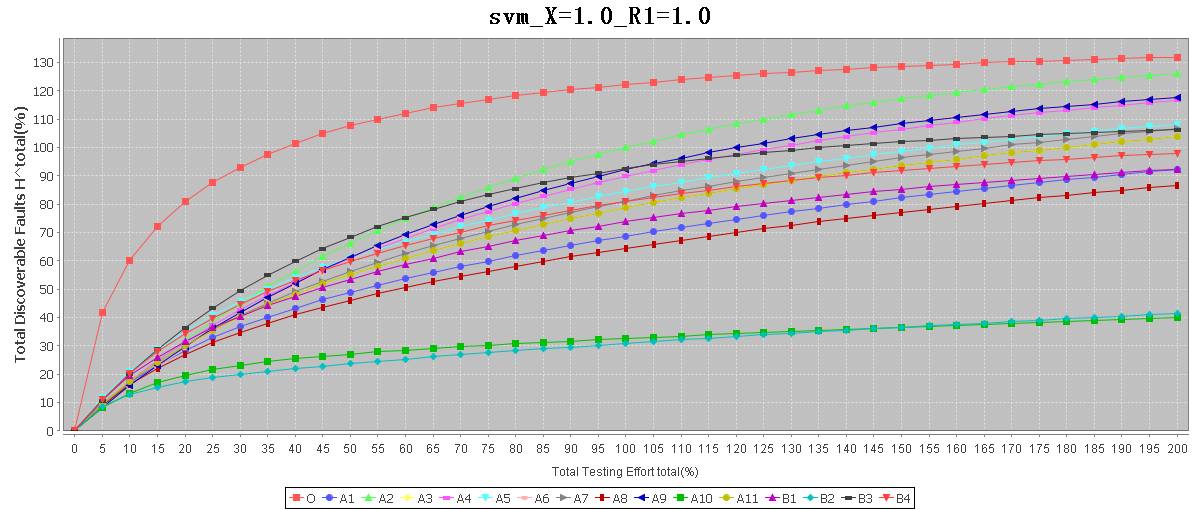 svm_X=1.0_R1=1.0
Total Discoverable Faults H^total(%)
130
120
110
100
90
80
70
60
50
40
30
20
10
0
0 5 10 15 20 25 30 35 40 45 50 55 60 65 70 75 80 85 90 95 100 105 110 115 120 125 130 135 140 145 150 155 160 165 170 175 180 185 190 195 200
Total Testing Effort total(%)
O A1 A2 A3 A4 A5 A6 A7 A8 A9 A10 A11 B1 B2 B3 B4